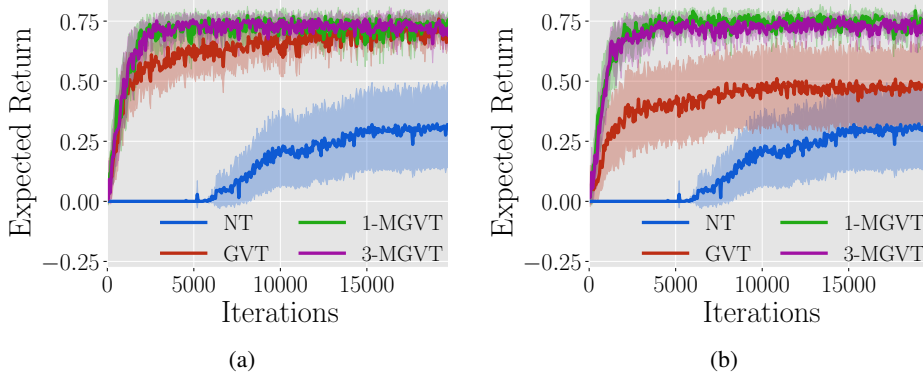 Expected Return
0.75
0.50
0.25
0.00
−0.25
NT
1-MGVT
GVT
3-MGVT
0
5000
10000
15000
Iterations
(a)
Expected Return
0.75
0.50
0.25
0.00
−0.25
NT
1-MGVT
GVT
3-MGVT
0
5000
10000
15000
Iterations
(b)